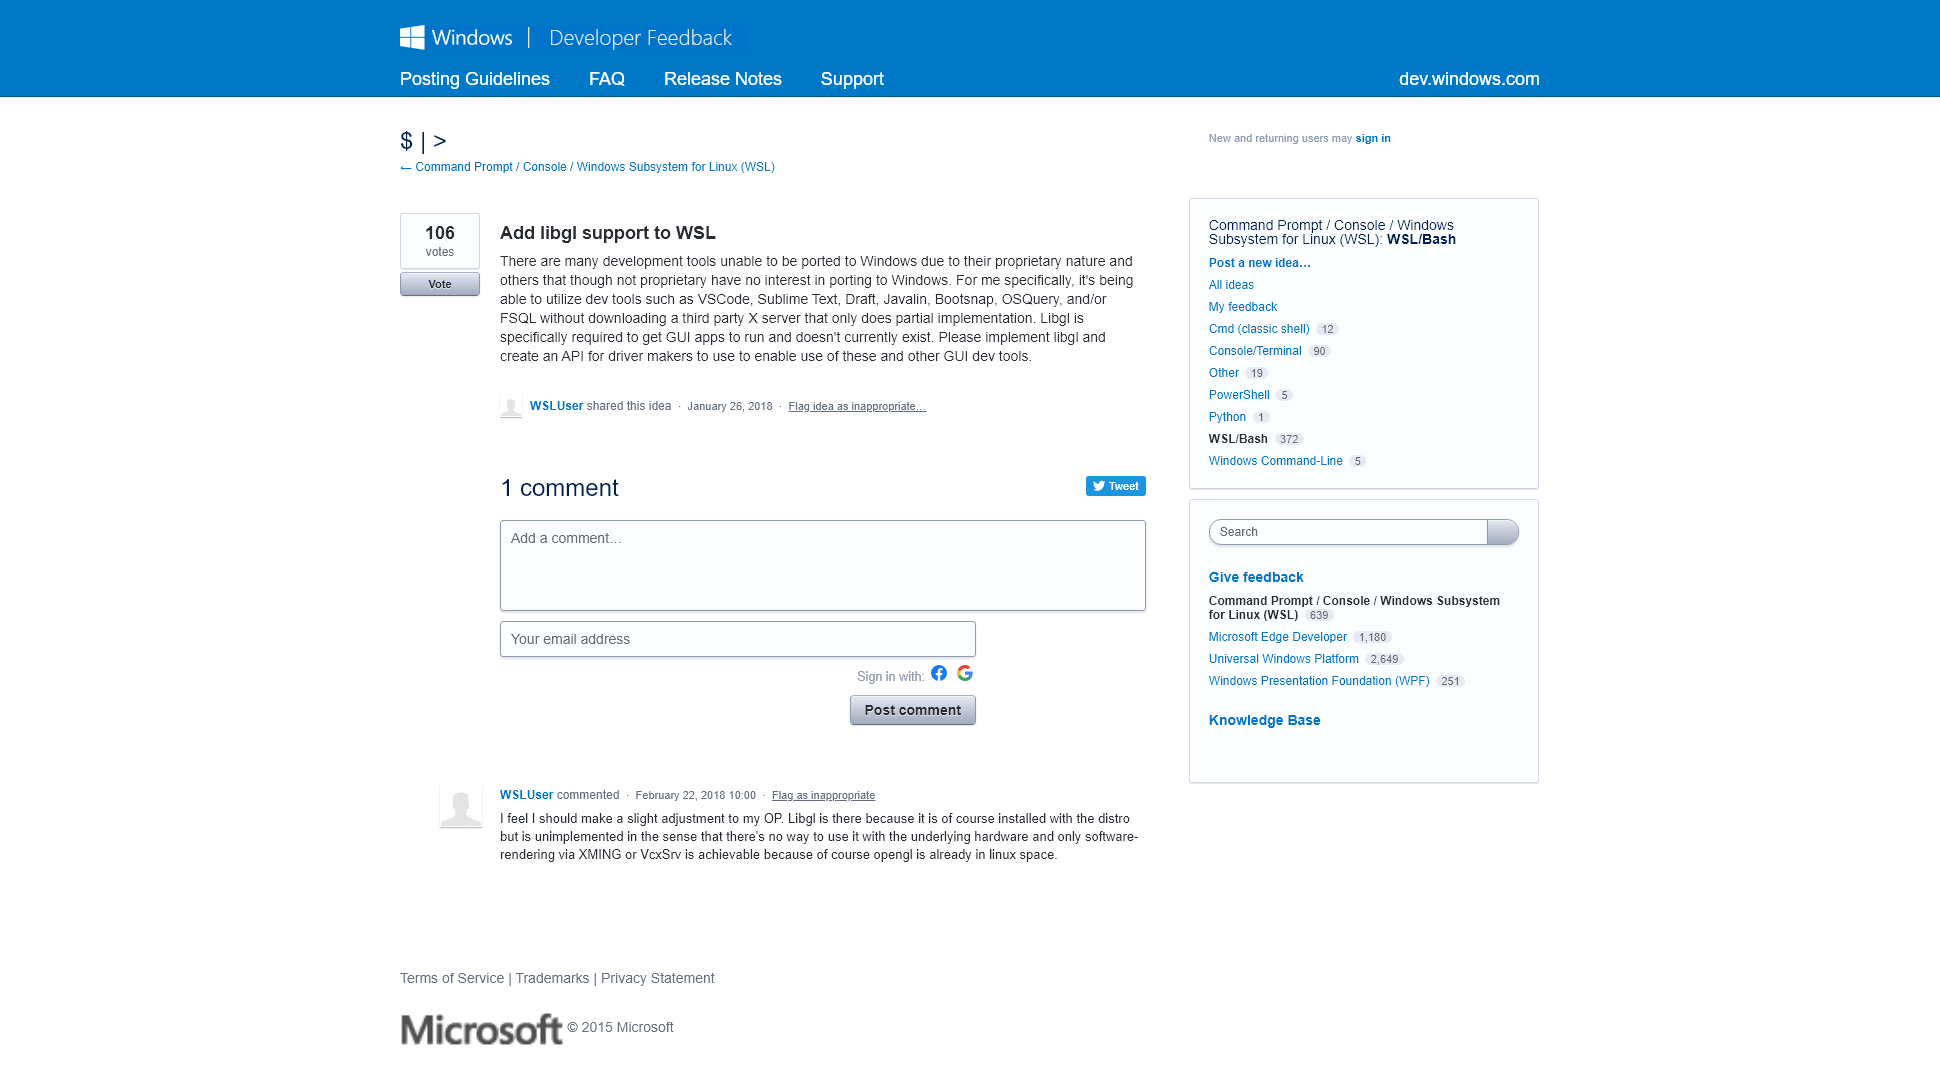 Windows | Developer Feedback
Posting Guidelines FAQ Release Notes Support dev.windows.com
$ | >
New and returning users may sign in
← Command Prompt / Console / Windows Subsystem for Linux (WSL)
106
votes
Vote
Add libgl support to WSL
There are many development tools unable to be ported to Windows due to their proprietary nature and
others that though not proprietary have no interest in porting to Windows. For me specifically, it's being
able to utilize dev tools such as VSCode, Sublime Text, Draft, Javalin, Bootsnap, OSQuery, and/or
FSQL without downloading a third party X server that only does partial implementation. Libgl is
specifically required to get GUI apps to run and doesn't currently exist. Please implement libgl and
create an API for driver makers to use to enable use of these and other GUI dev tools.
WSLUser shared this idea · January 26, 2018 · Flag idea as inappropriate…
1 comment
Tweet
Add a comment…
Your email address
Sign in with:
Post comment
WSLUser commented · February 22, 2018 10:00 · Flag as inappropriate
I feel I should make a slight adjustment to my OP. Libgl is there because it is of course installed with the distro
but is unimplemented in the sense that there's no way to use it with the underlying hardware and only software-
rendering via XMING or VcxSrv is achievable because of course opengl is already in linux space.
Command Prompt / Console / Windows
Subsystem for Linux (WSL): WSL/Bash
Post a new idea…
All ideas
My feedback
Cmd (classic shell) 12
Console/Terminal 90
Other 19
PowerShell 5
Python 1
WSL/Bash 372
Windows Command-Line 5
Search
Give feedback
Command Prompt / Console / Windows Subsystem
for Linux (WSL) 639
Microsoft Edge Developer 1,180
Universal Windows Platform 2,649
Windows Presentation Foundation (WPF) 251
Knowledge Base
Terms of Service | Trademarks | Privacy Statement
Microsoft © 2015 Microsoft